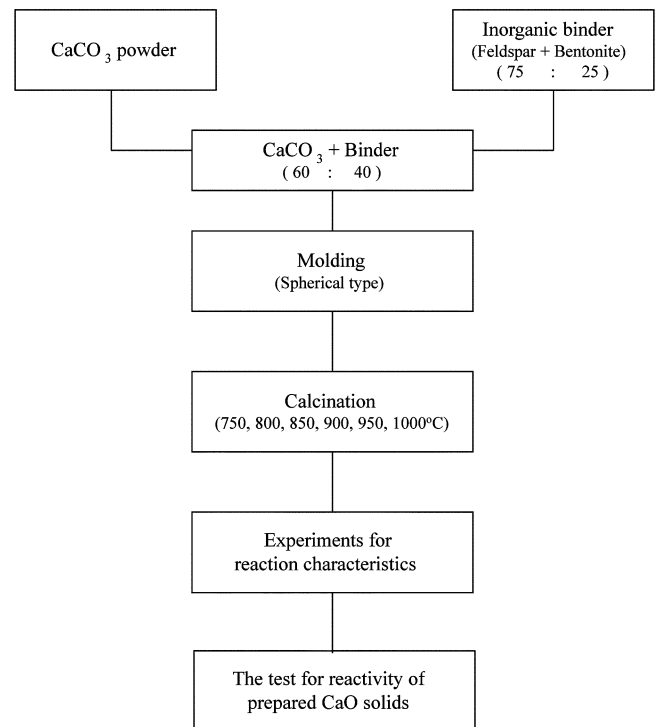 CaCO₃ powder
Inorganic binder
(Feldspar + Bentonite)
( 75 : 25 )
CaCO₃ + Binder
( 60 : 40 )
Molding
(Spherical type)
Calcination
(750, 800, 850, 900, 950, 1000ºC)
Experiments for
reaction characteristics
The test for reactivity of
prepared CaO solids